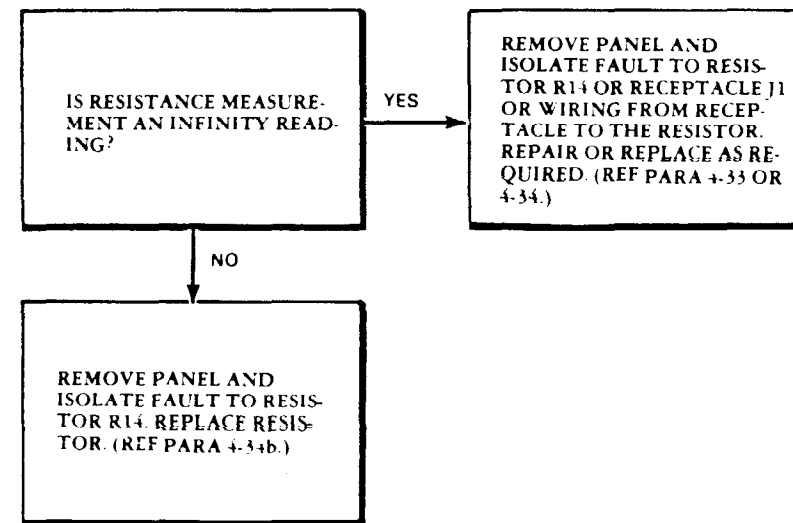 IS RESISTANCE MEASURE-
MENT AN INFINITY READ-
ING?
YES
REMOVE PANEL AND
ISOLATE FAULT TO RESIS-
TOR R14 OR RECEPTACLE J1
OR WIRING FROM RECEP-
TACLE TO THE RESISTOR.
REPAIR OR REPLACE AS RE-
QUIRED. (REF PARA 4-33 OR
4-34.)
NO
REMOVE PANEL AND
ISOLATE FAULT TO RESIS-
TOR R14. REPLACE RESIS-
TOR. (REF PARA 4-34b.)